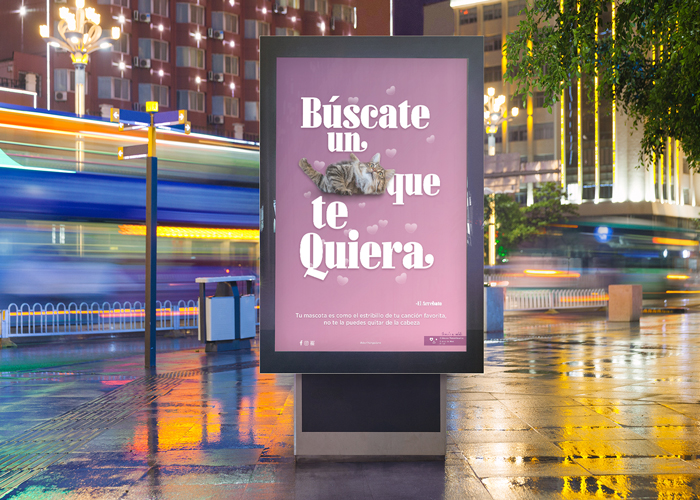 Búscate
un
que
te
Quiera.
-El Arrebato
Tu mascota es como el estribillo de tu canción favorita,
no te la puedes quitar de la cabeza.